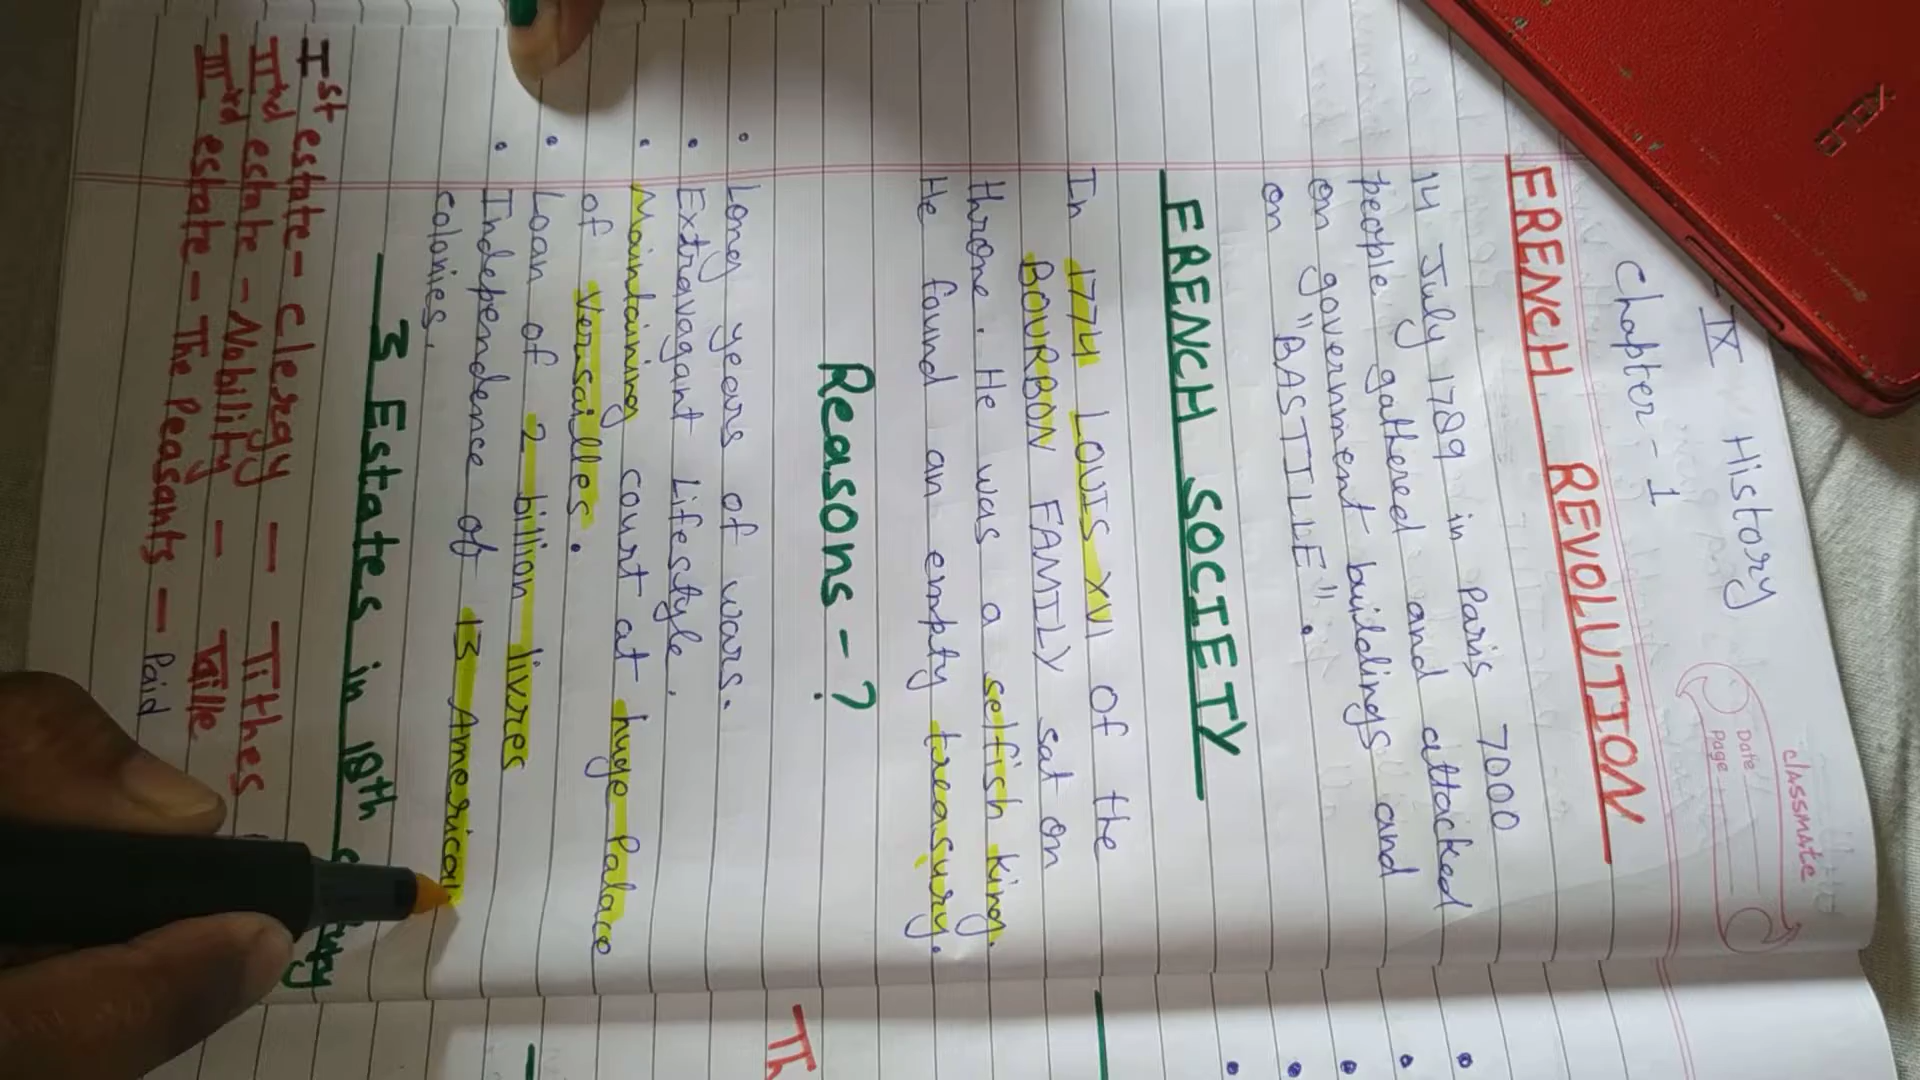 -IX History
Chapter - 1
classmate
Date
Page
FRENCH REVOLUTION
14 July 1789 in Paris 7000
people gathered and attacked
on government buildings and
on "BASTILLE".
FRENCH SOCIETY
In 1774 LOUIS XVI of the
BOURBON FAMILY sat on
throne. He was a selfish king.
He found an empty treasury.
Reasons - ?
• Long years of wars.
• Extravagant Lifestyle.
• Maintaining court at huge Palace
of Versailles.
• Loan of 2 billion livres
• Independence of 13 American
colonies.
3 Estates in 18th
Ist estate - Clergy - Tithes
IInd estate - Nobility - Taille
IIIrd estate - The Peasants - Paid
Th
XOLO